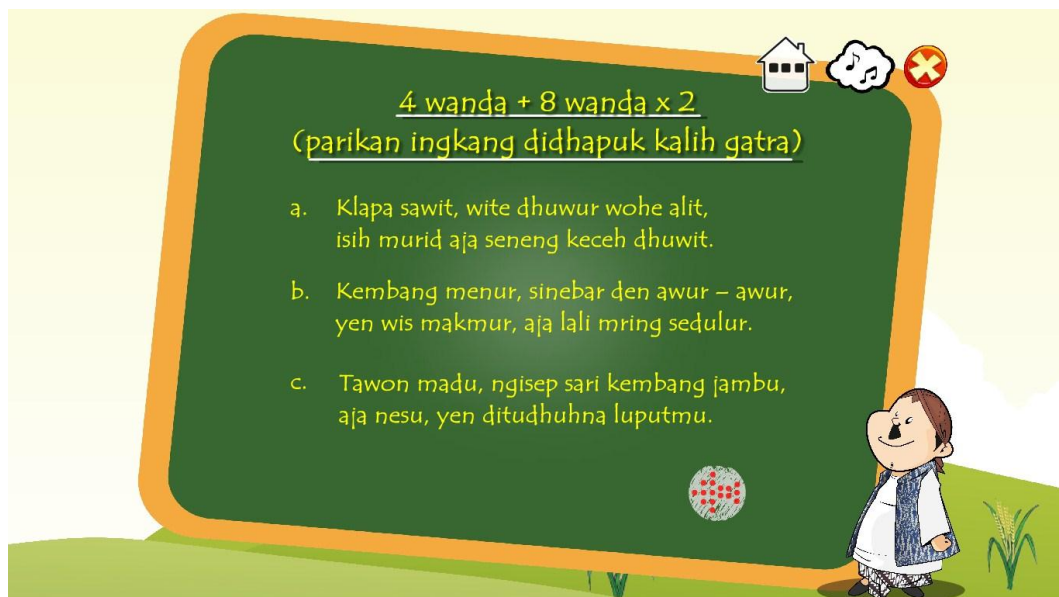 4 wanda + 8 wanda x 2
(parikan ingkang didhapuk kalih gatra)
a. Klapa sawit, wite dhuwur wohe alit,
isih murid aja seneng keceh dhuwit.
b. Kembang menur, sinebar den awur – awur,
yen wis makmur, aja lali mring sedulur.
c. Tawon madu, ngisep sari kembang jambu,
aja nesu, yen ditudhuhna luputmu.